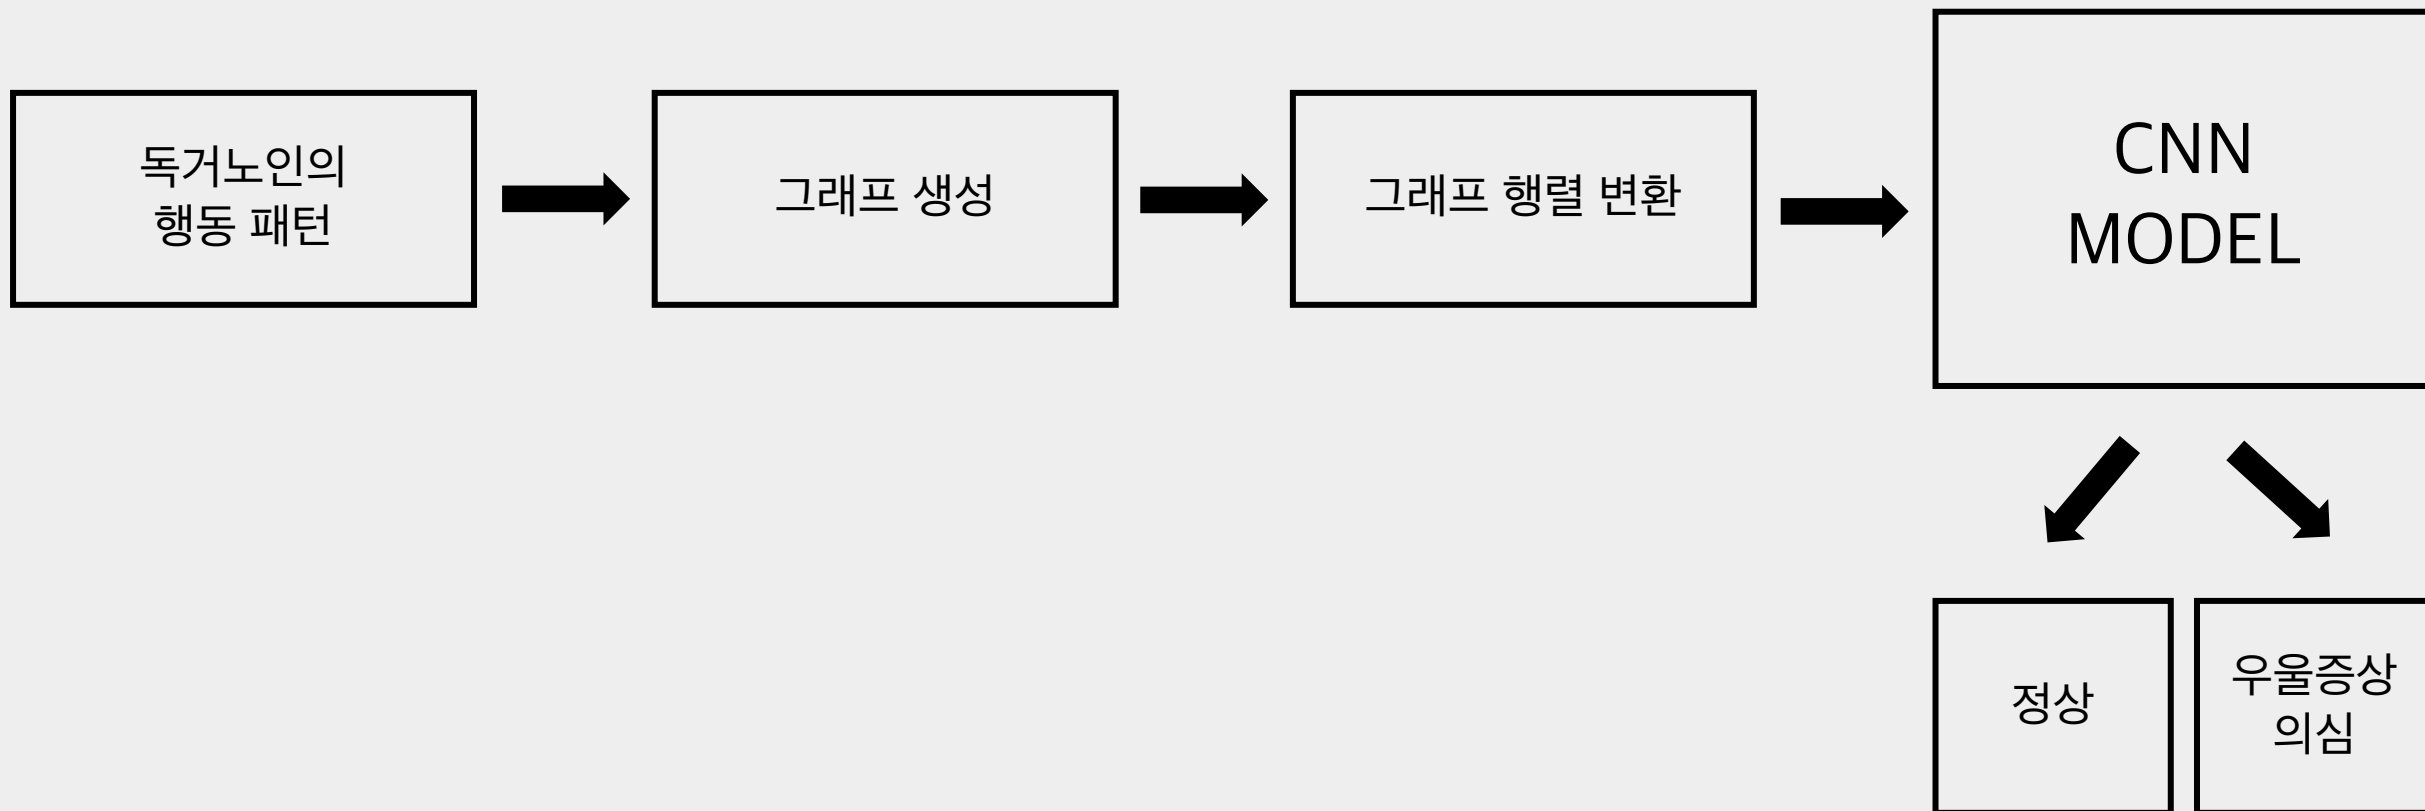 독거노인의
행동 패턴
그래프 생성
그래프 행렬 변환
CNN
MODEL
정상
우울증상
의심